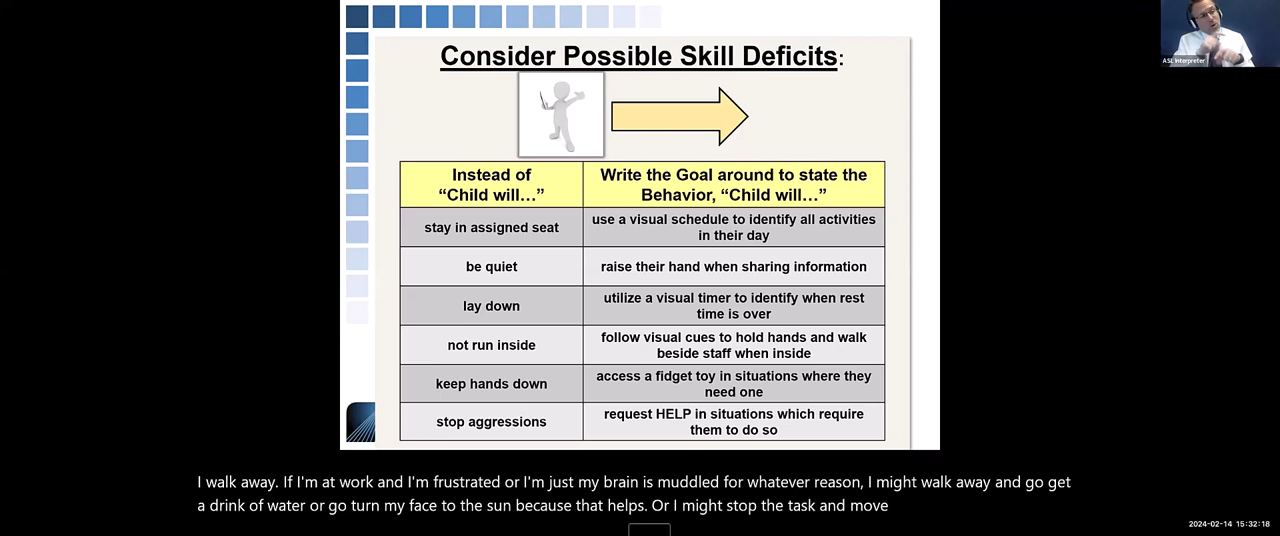 Consider Possible Skill Deficits:
ASL Interpreter
Instead of
“Child will…”
Write the Goal around to state the
Behavior, “Child will…”
stay in assigned seat
use a visual schedule to identify all activities
in their day
be quiet
raise their hand when sharing information
lay down
utilize a visual timer to identify when rest
time is over
not run inside
follow visual cues to hold hands and walk
beside staff when inside
keep hands down
access a fidget toy in situations where they
need one
stop aggressions
request HELP in situations which require
them to do so
I walk away. If I'm at work and I'm frustrated or I'm just my brain is muddled for whatever reason, I might walk away and go get
a drink of water or go turn my face to the sun because that helps. Or I might stop the task and move
2024-02-14 15:32:18